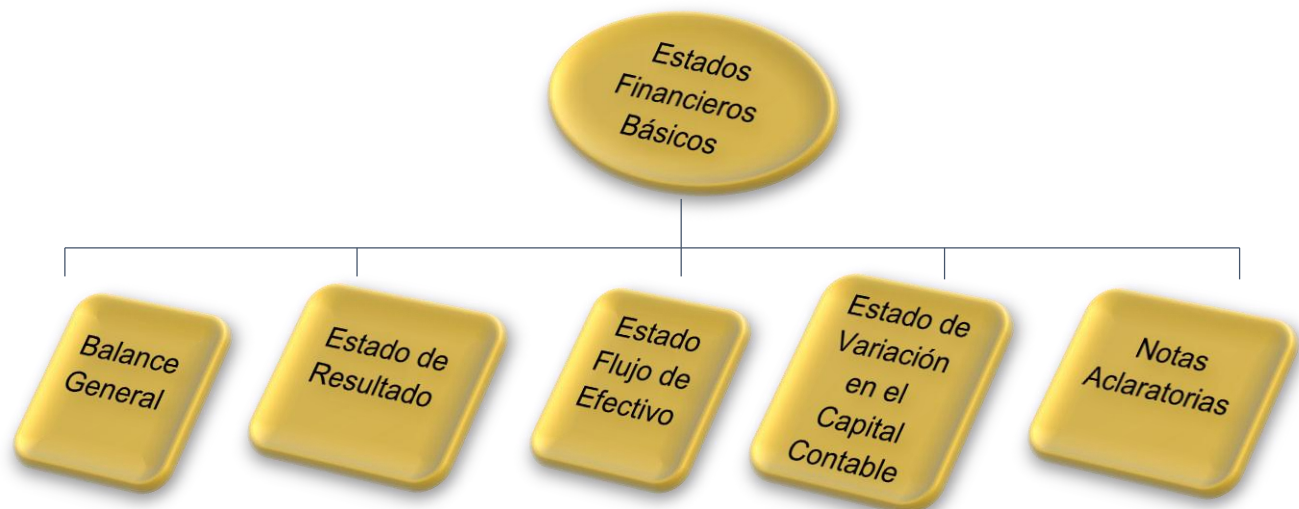 Estados
Financieros
Básicos
Balance
General
Estado de
Resultado
Estado
Flujo de
Efectivo
Estado de
Variación
en el
Capital
Contable
Notas
Aclaratorias